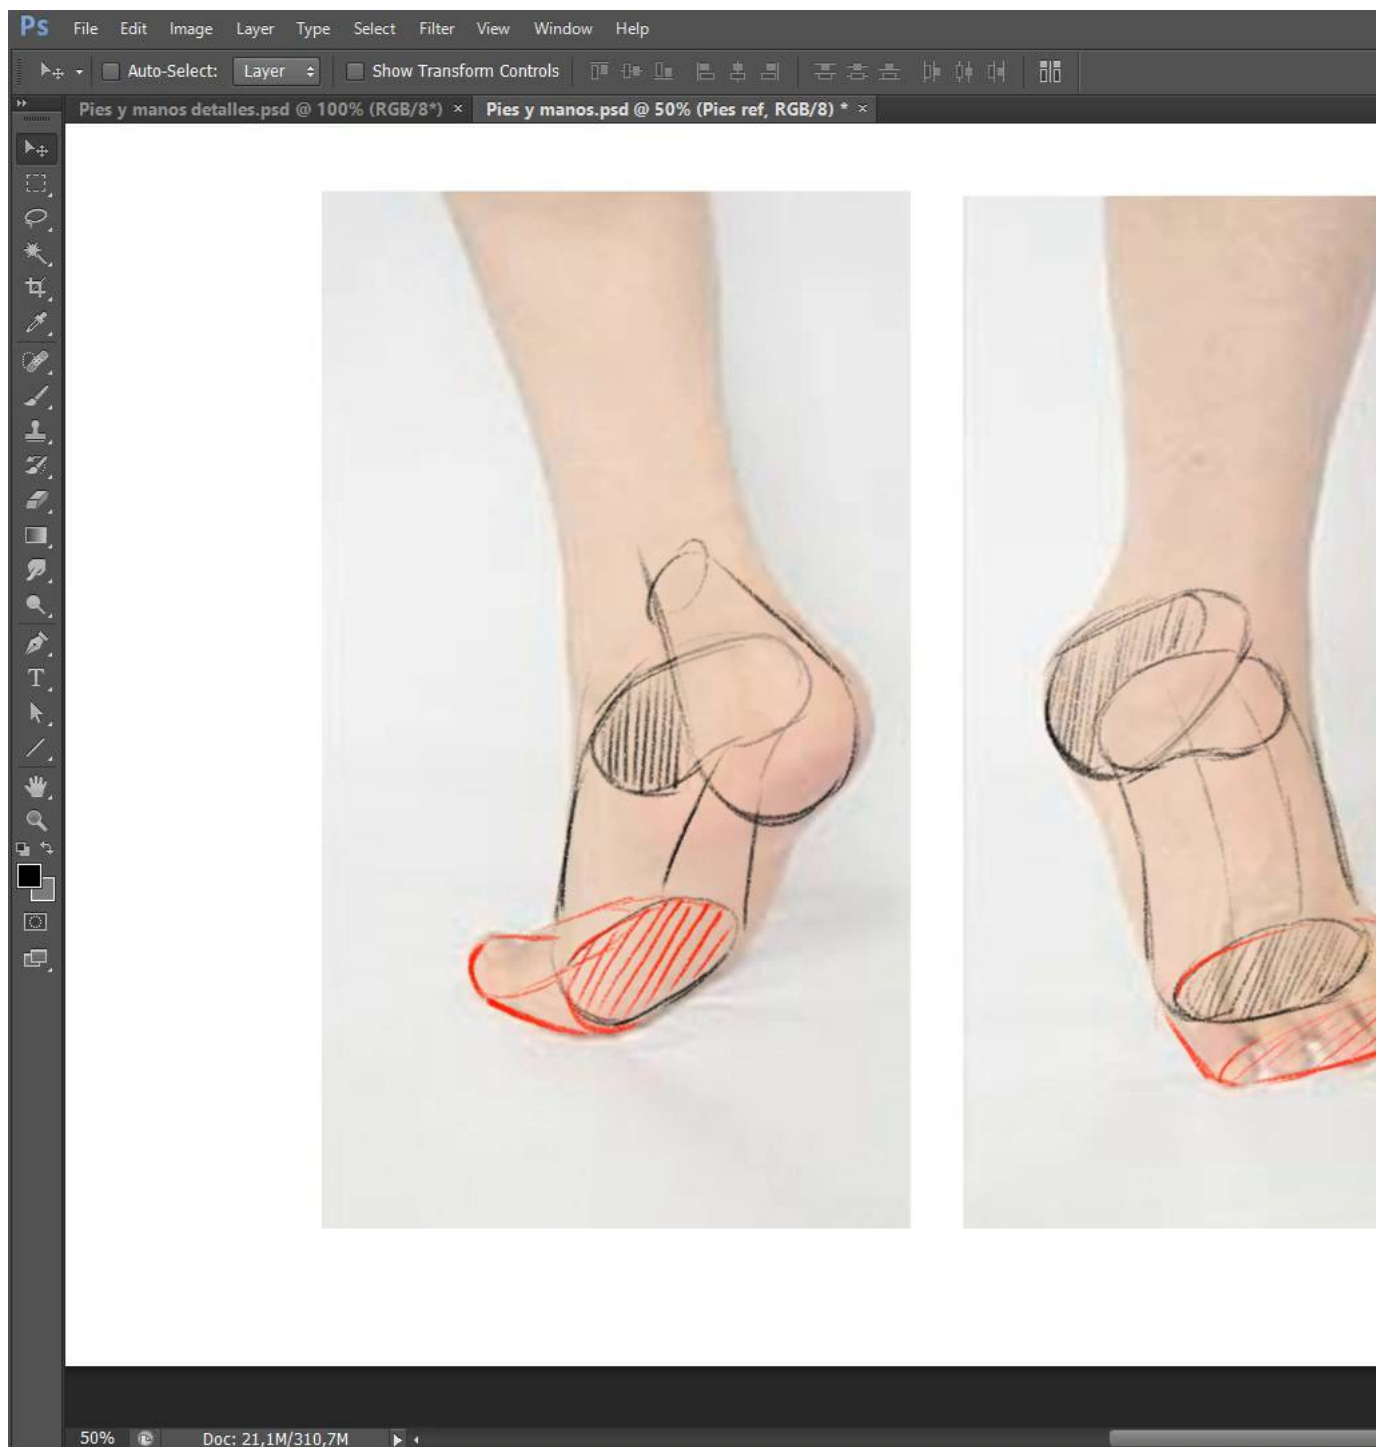 Ps File Edit Image Layer Type Select Filter View Window Help
Auto-Select: Layer Show Transform Controls
Pies y manos detalles.psd @ 100% (RGB/8*) × Pies y manos.psd @ 50% (Pies ref, RGB/8) * ×
T
50% Doc: 21,1M/310,7M